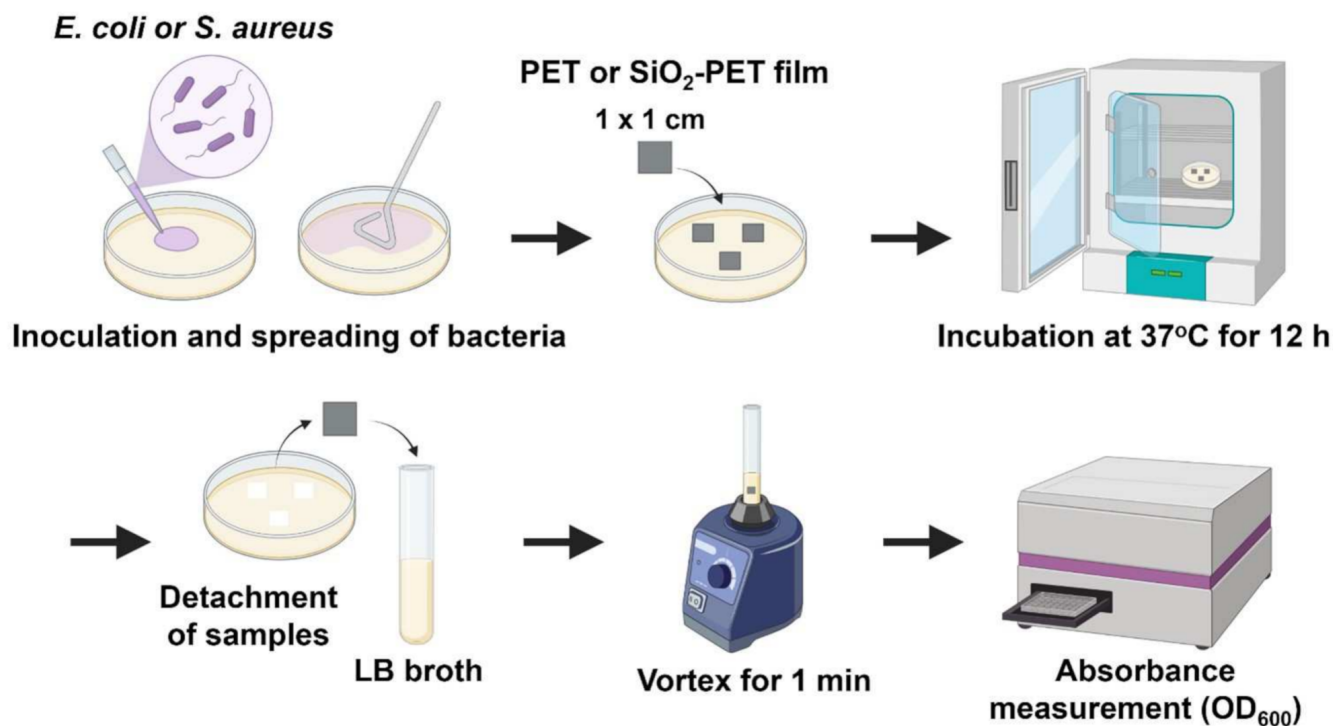 E. coli or S. aureus
PET or SiO₂-PET film
1 x 1 cm
Inoculation and spreading of bacteria
Incubation at 37°C for 12 h
Detachment
of samples
LB broth
Vortex for 1 min
Absorbance
measurement (OD₆₀₀)